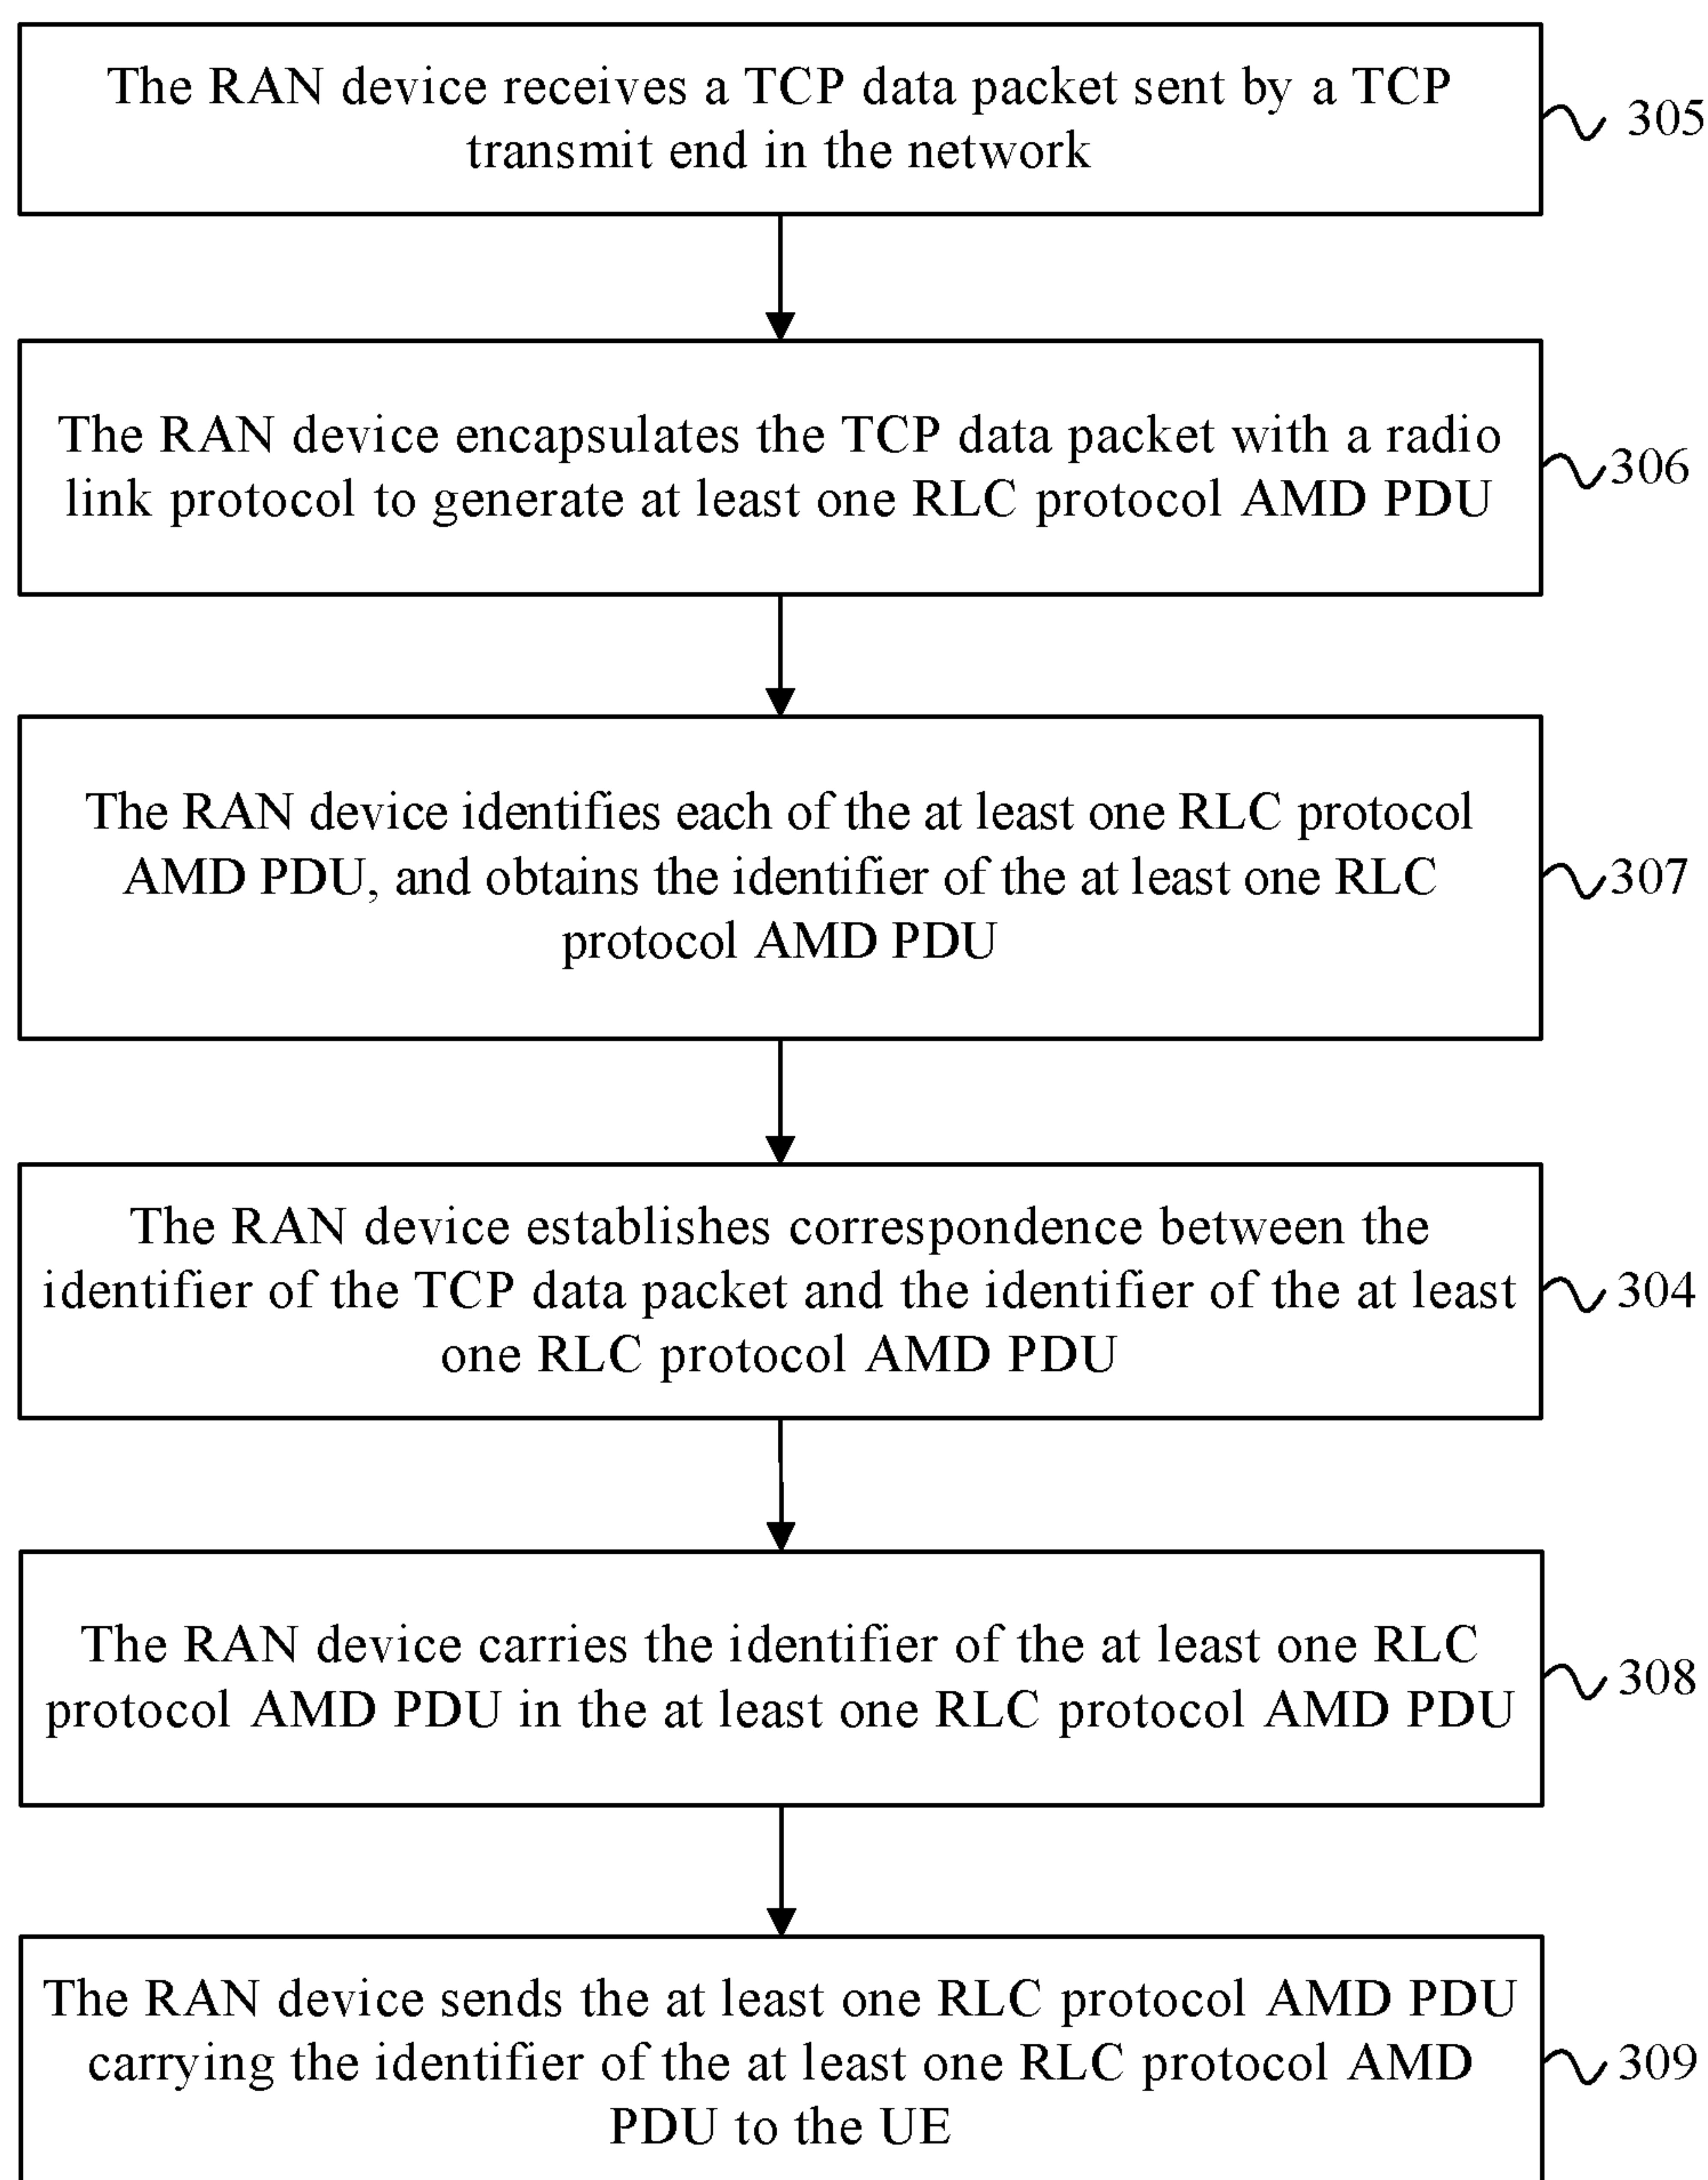 The RAN device receives a TCP data packet sent by a TCP
transmit end in the network
305
The RAN device encapsulates the TCP data packet with a radio
link protocol to generate at least one RLC protocol AMD PDU
306
The RAN device identifies each of the at least one RLC protocol
AMD PDU, and obtains the identifier of the at least one RLC
protocol AMD PDU
307
The RAN device establishes correspondence between the
identifier of the TCP data packet and the identifier of the at least
one RLC protocol AMD PDU
304
The RAN device carries the identifier of the at least one RLC
protocol AMD PDU in the at least one RLC protocol AMD PDU
308
The RAN device sends the at least one RLC protocol AMD PDU
carrying the identifier of the at least one RLC protocol AMD
PDU to the UE
309